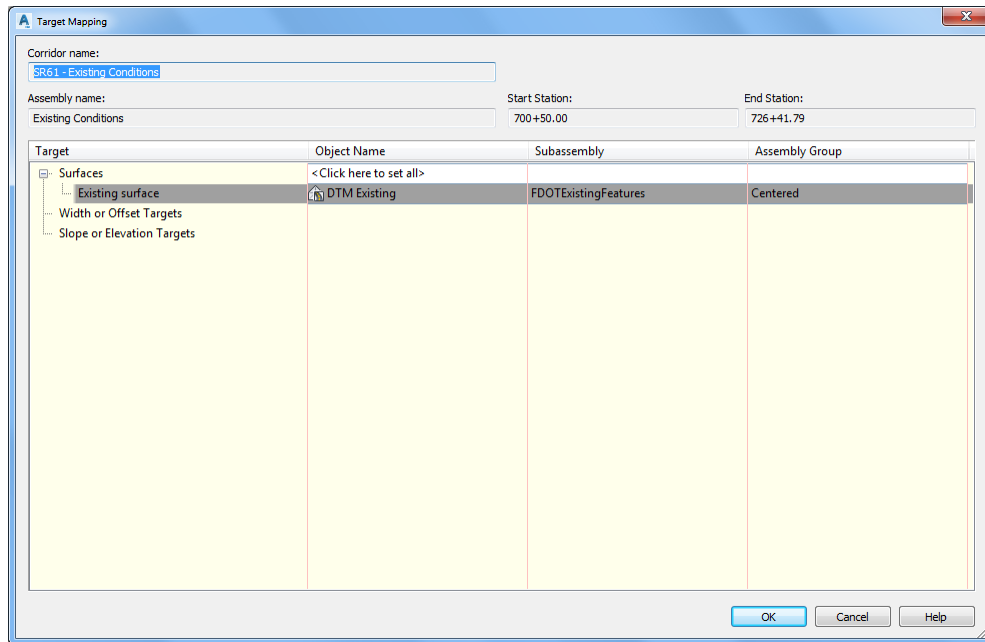 Target Mapping
Corridor name:
SR61 - Existing Conditions
Assembly name: Start Station: End Station:
Existing Conditions 700+50.00 726+41.79
Target Object Name Subassembly Assembly Group
Surfaces <Click here to set all>
Existing surface DTM Existing FDOTExistingFeatures Centered
Width or Offset Targets
Slope or Elevation Targets
OK Cancel Help